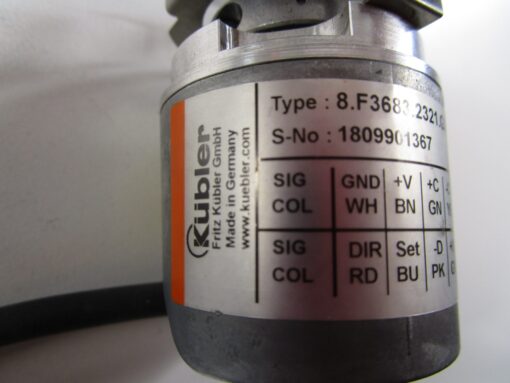 Kübler
Fritz Kübler GmbH
Made in Germany
www.kuebler.com
Type : 8.F3683.2321.
S-No : 1809901367
SIG GND +V +C
COL WH BN GN
SIG DIR Set -D
COL RD BU PK